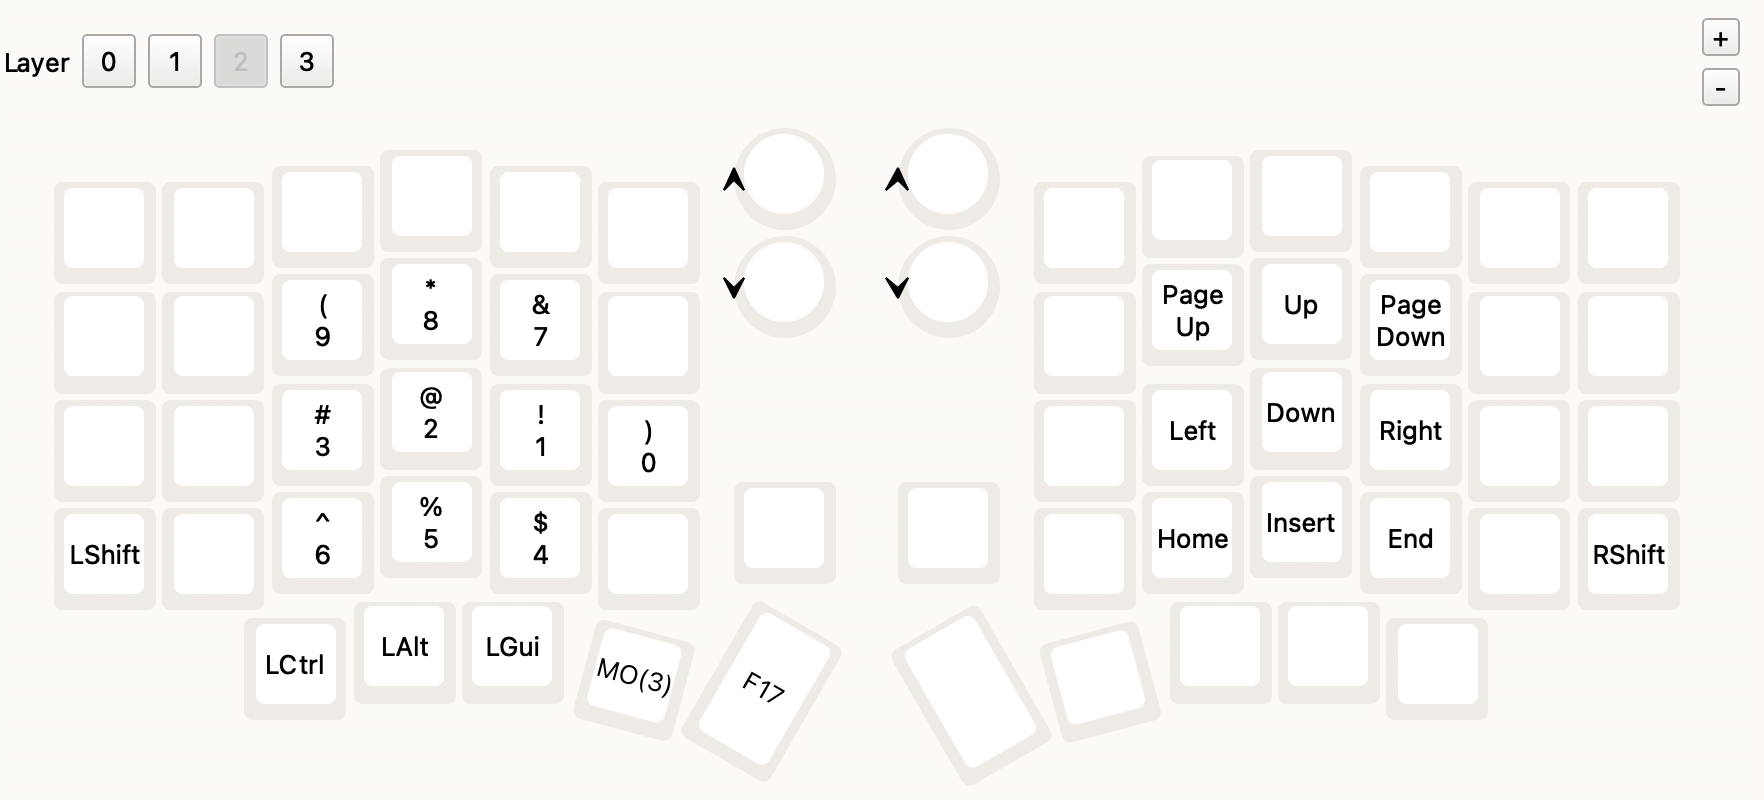 Layer 0 1 2 3
+
-
( * &
9 8 7
Page Up Up Page Down
# @ ! )
3 2 1 0
Left Down Right
LShift ^ % $
6 5 4
Home Insert End RShift
LCtrl LAlt LGui MO(3) F17